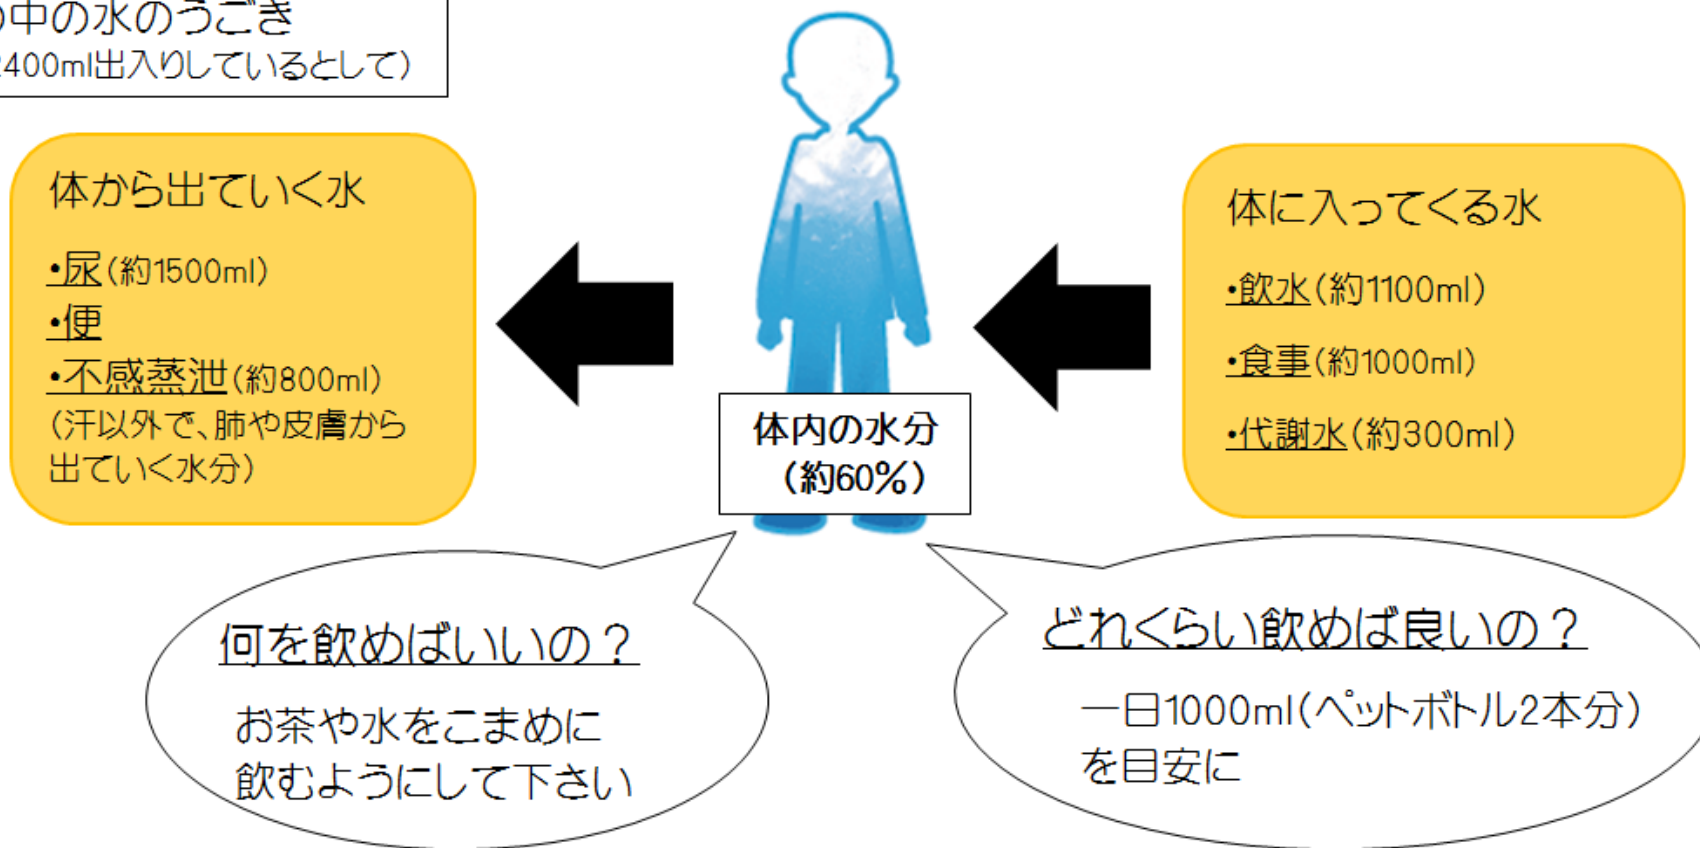 の中の水のうごき
2400ml出入りしているとして)
体から出ていく水
・尿(約1500ml)
・便
・不感蒸泄(約800ml)
(汗以外で、肺や皮膚から
出ていく水分)
体内の水分
(約60%)
体に入ってくる水
・飲水(約1100ml)
・食事(約1000ml)
・代謝水(約300ml)
何を飲めばいいの？
お茶や水をこまめに
飲むようにして下さい
どれくらい飲めば良いの？
一日1000ml(ペットボトル2本分)
を目安に